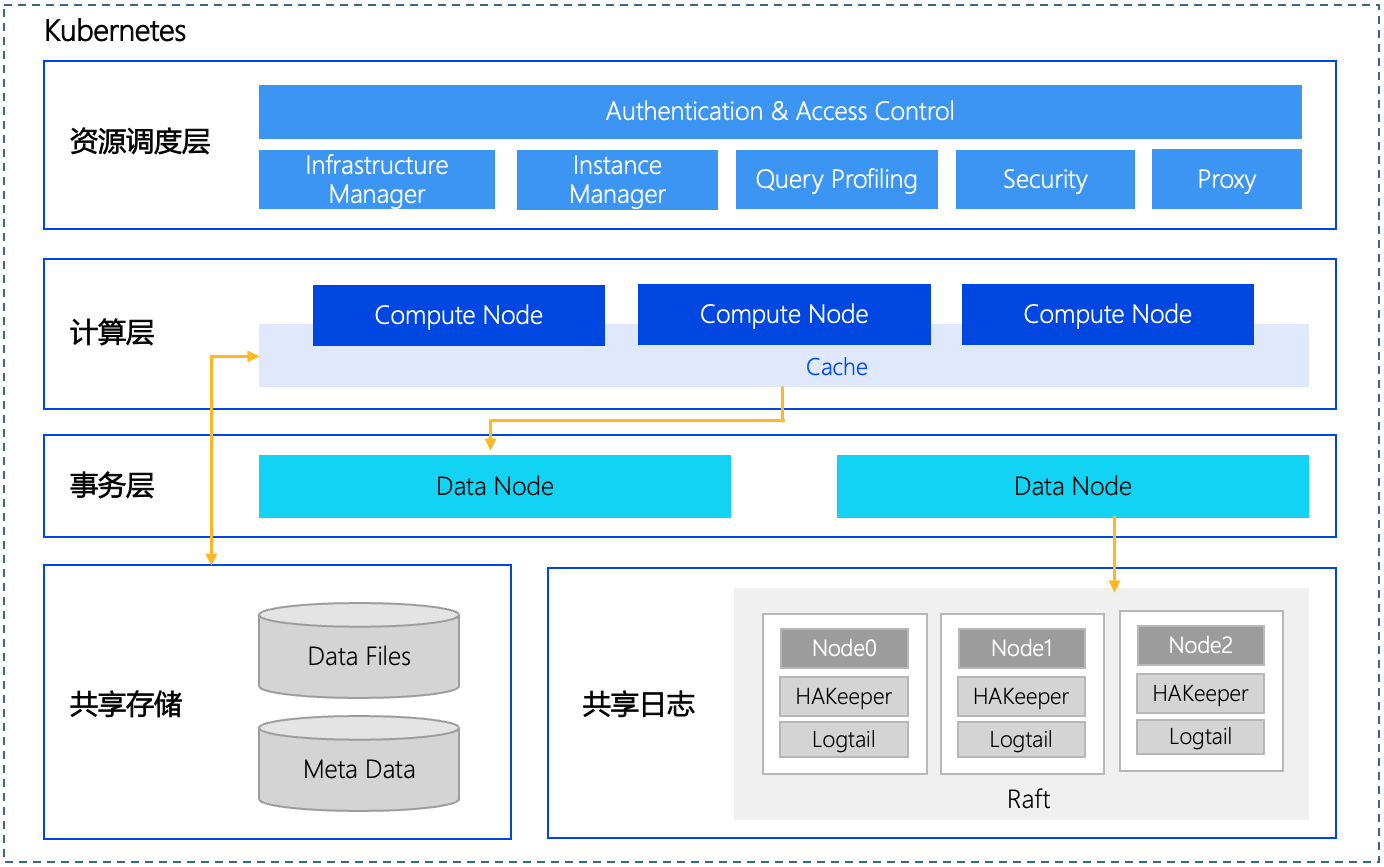 Kubernetes
资源调度层
Authentication & Access Control
Infrastructure
Manager
Instance
Manager
Query Profiling
Security
Proxy
计算层
Compute Node
Compute Node
Compute Node
Cache
事务层
Data Node
Data Node
共享存储
Data Files
Meta Data
共享日志
Node0
HAKeeper
Logtail
Node1
HAKeeper
Logtail
Node2
HAKeeper
Logtail
Raft